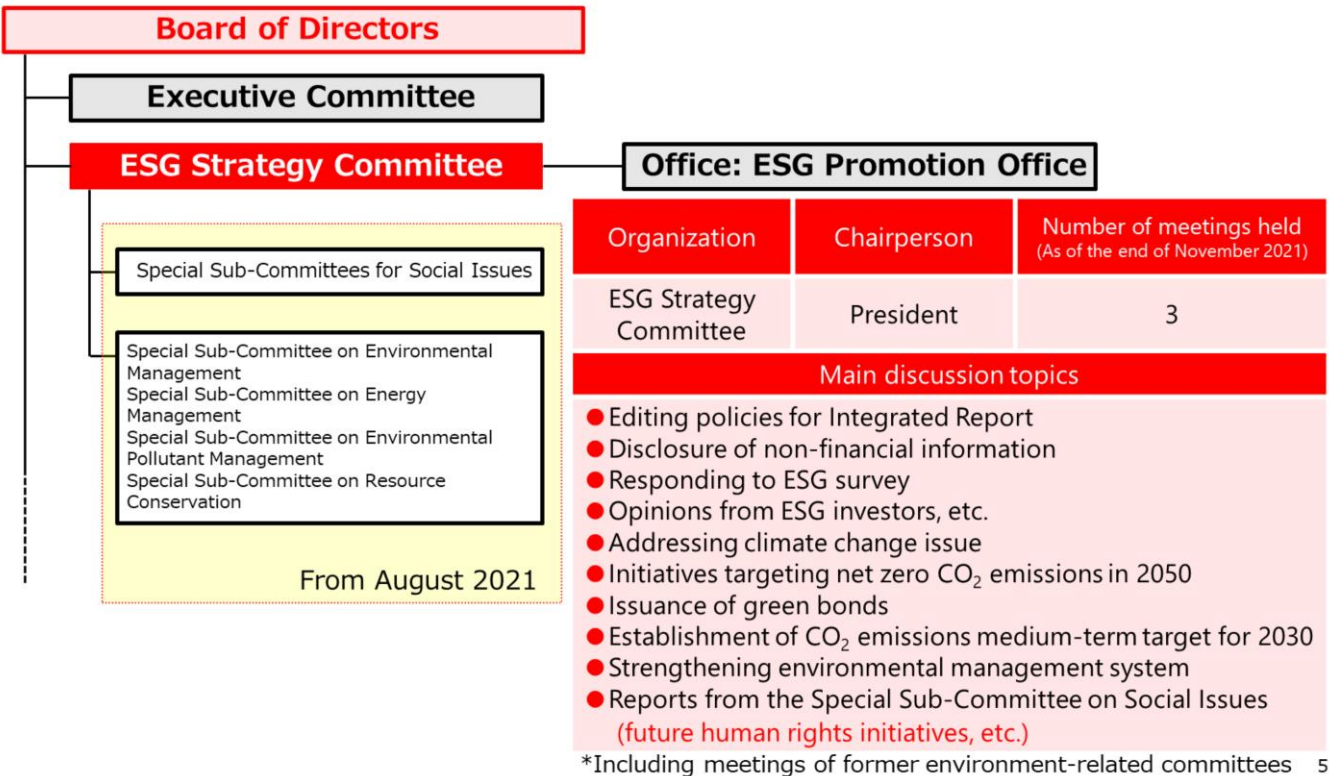 Board of Directors
Executive Committee
ESG Strategy Committee
Office: ESG Promotion Office
Special Sub-Committees for Social Issues
Special Sub-Committee on Environmental
Management
Special Sub-Committee on Energy
Management
Special Sub-Committee on Environmental
Pollutant Management
Special Sub-Committee on Resource
Conservation
From August 2021
Organization
Chairperson
Number of meetings held
(As of the end of November 2021)
ESG Strategy
Committee
President
3
Main discussion topics
●Editing policies for Integrated Report
●Disclosure of non-financial information
●Responding to ESG survey
●Opinions from ESG investors, etc.
●Addressing climate change issue
●Initiatives targeting net zero CO₂ emissions in 2050
●Issuance of green bonds
●Establishment of CO₂ emissions medium-term target for 2030
●Strengthening environmental management system
●Reports from the Special Sub-Committee on Social Issues
(future human rights initiatives, etc.)
*Including meetings of former environment-related committees
5